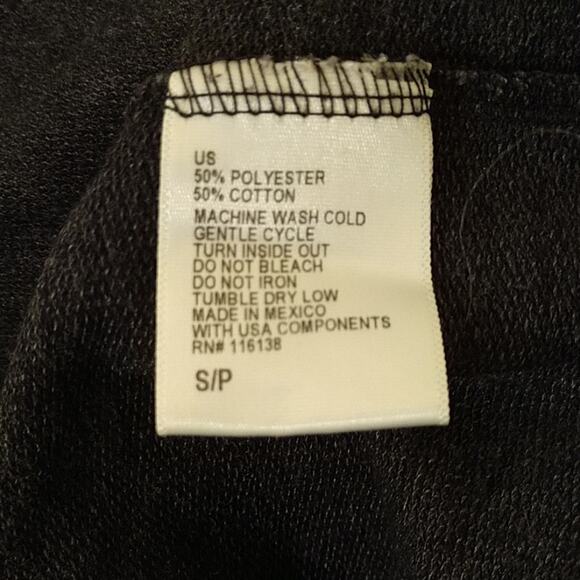 US
50% POLYESTER
50% COTTON
MACHINE WASH COLD
GENTLE CYCLE
TURN INSIDE OUT
DO NOT BLEACH
DO NOT IRON
TUMBLE DRY LOW
MADE IN MEXICO
WITH USA COMPONENTS
RN# 116138
S/P